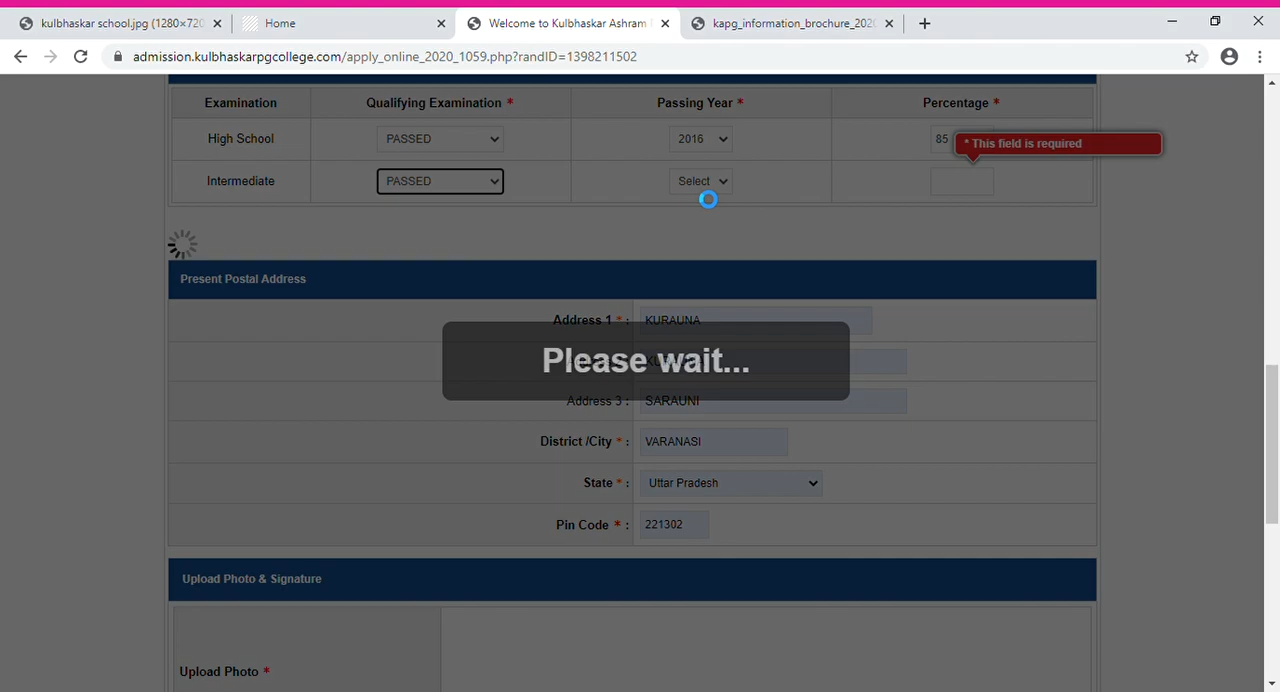 kulbhaskar school.jpg (1280×720
Home
Welcome to Kulbhaskar Ashram
kapg_information_brochure_2020
admission.kulbhaskarpgcollege.com/apply_online_2020_1059.php?randID=1398211502
Examination Qualifying Examination * Passing Year * Percentage *
High School PASSED 2016 85
* This field is required
Intermediate PASSED Select
Present Postal Address
Address 1 * : KURAUNA
Please wait...
Address 3 : SARAUNI
District /City * : VARANASI
State * : Uttar Pradesh
Pin Code * : 221302
Upload Photo & Signature
Upload Photo *